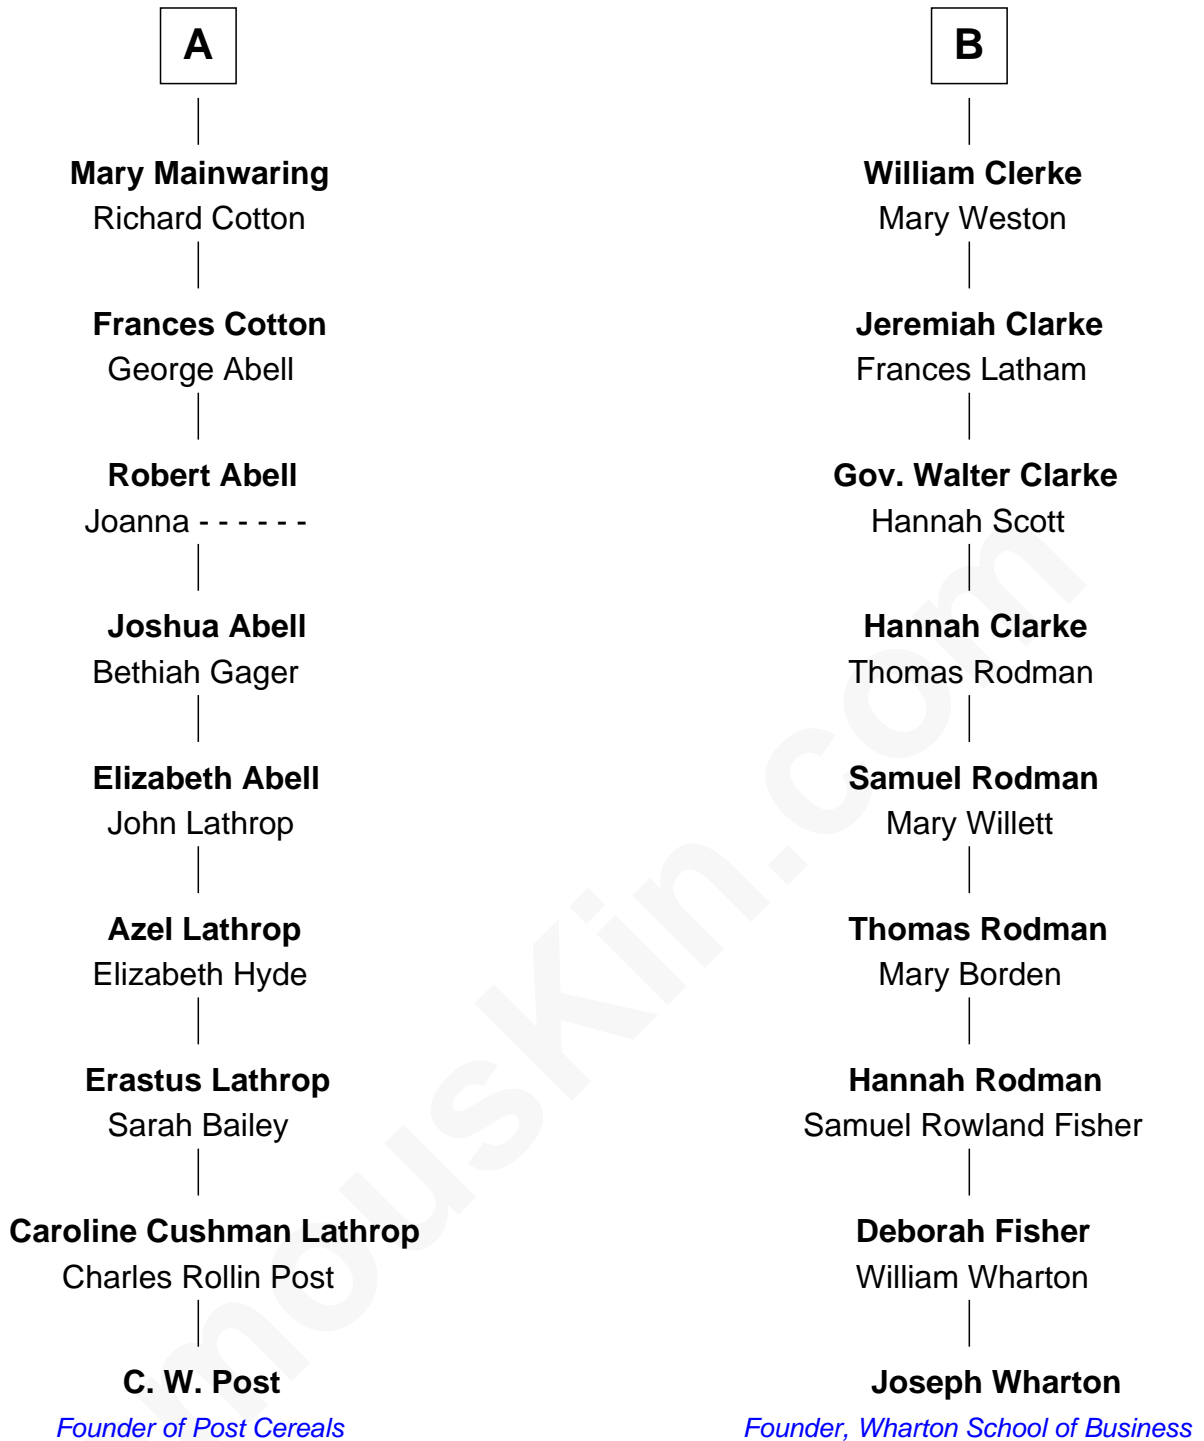 A
Mary Mainwaring
Richard Cotton
Frances Cotton
George Abell
Robert Abell
Joanna - - - - - -
Joshua Abell
Bethiah Gager
Elizabeth Abell
John Lathrop
Azel Lathrop
Elizabeth Hyde
Erastus Lathrop
Sarah Bailey
Caroline Cushman Lathrop
Charles Rollin Post
C. W. Post
Founder of Post Cereals
B
William Clerke
Mary Weston
Jeremiah Clarke
Frances Latham
Gov. Walter Clarke
Hannah Scott
Hannah Clarke
Thomas Rodman
Samuel Rodman
Mary Willett
Thomas Rodman
Mary Borden
Hannah Rodman
Samuel Rowland Fisher
Deborah Fisher
William Wharton
Joseph Wharton
Founder, Wharton School of Business
mousKin.com